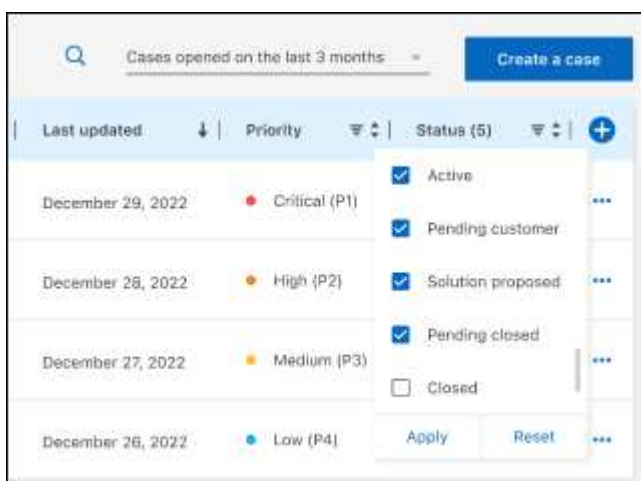 Cases opened on the last 3 months
Create a case
Last updated
Priority
Status (5)
Active
December 29, 2022
Critical (P1)
Pending customer
December 28, 2022
High (P2)
Solution proposed
Pending closed
December 27, 2022
Medium (P3)
Closed
December 26, 2022
Low (P4)
Apply
Reset